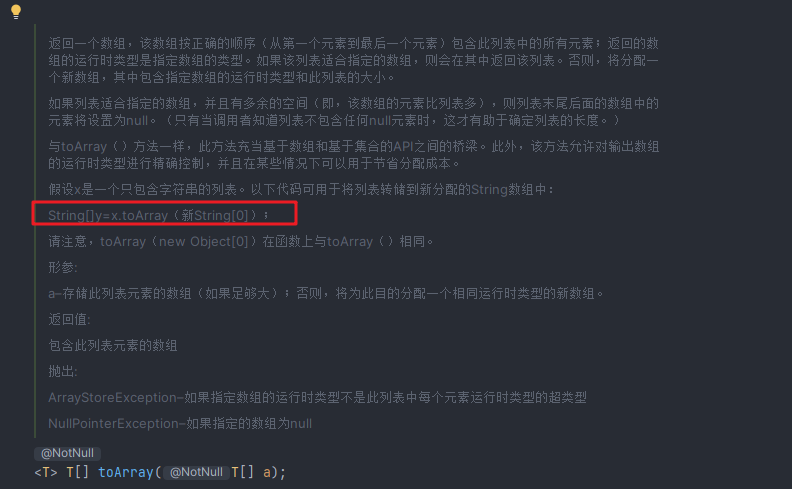 返回一个数组，该数组按正确的顺序（从第一个元素到最后一个元素）包含此列表中的所有元素；返回的数
组的运行时类型是指定数组的类型。如果该列表适合指定的数组，则会在其中返回该列表。否则，将分配一
个新数组，其中包含指定数组的运行时类型和此列表的大小。
如果列表适合指定的数组，并且有多余的空间（即，该数组的元素比列表多），则列表末尾后面的数组中的
元素将设置为null。（只有当调用者知道列表不包含任何null元素时，这才有助于确定列表的长度。）
与toArray（）方法一样，此方法充当基于数组和基于集合的API之间的桥梁。此外，该方法允许对输出数组
的运行时类型进行精确控制，并且在某些情况下可以用于节省分配成本。
假设x是一个只包含字符串的列表。以下代码可用于将列表转储到新分配的String数组中：
String[]y=x.toArray（新String[0]）；
请注意，toArray（new Object[0]）在函数上与toArray（）相同。
形参:
a–存储此列表元素的数组（如果足够大）；否则，将为此目的分配一个相同运行时类型的新数组。
返回值:
包含此列表元素的数组
抛出:
ArrayStoreException–如果指定数组的运行时类型不是此列表中每个元素运行时类型的超类型
NullPointerException–如果指定的数组为null
@NotNull
<T> T[] toArray( @NotNull T[] a);